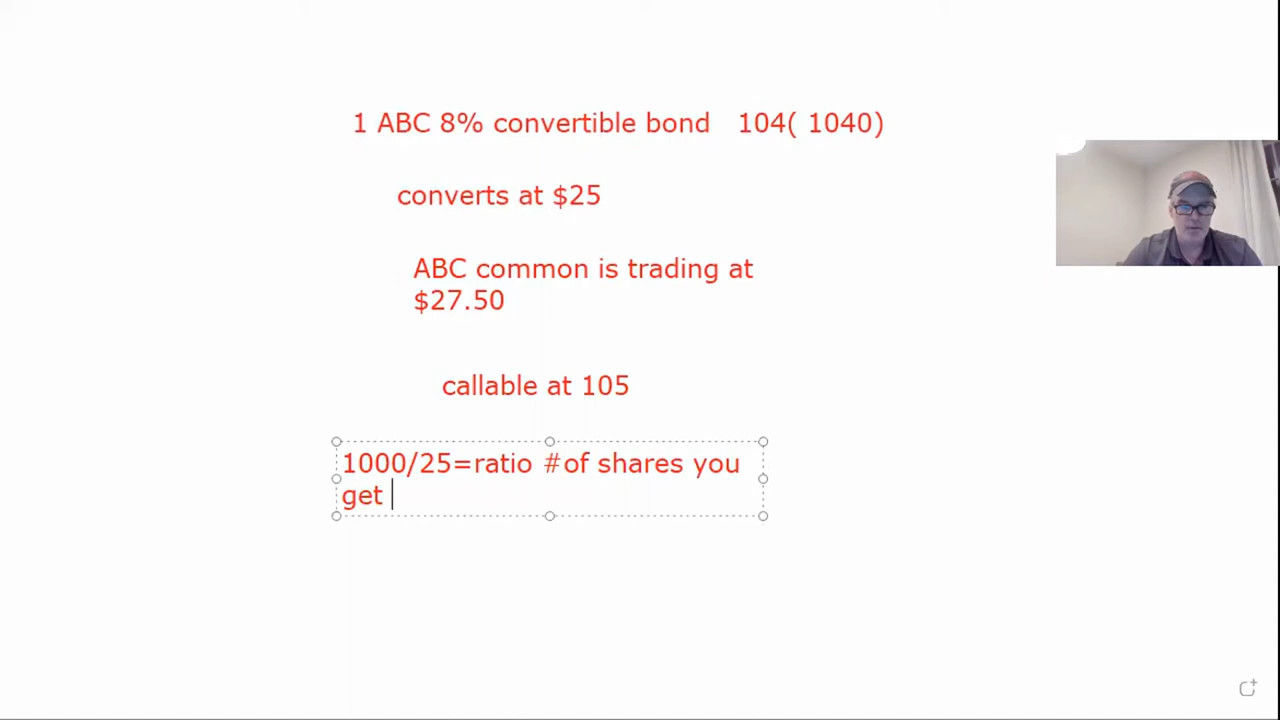 1 ABC 8% convertible bond 104( 1040)
converts at $25
ABC common is trading at
$27.50
callable at 105
1000/25=ratio #of shares you
get